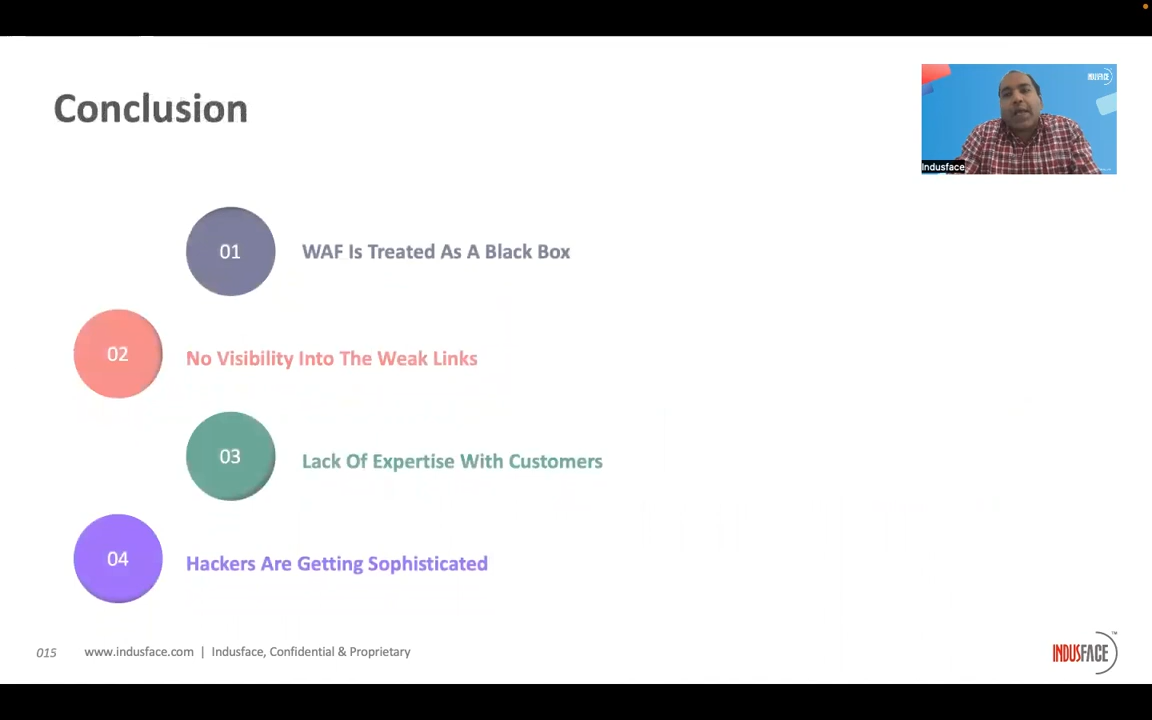 Conclusion
INDUSFACE
Indusface
01
WAF Is Treated As A Black Box
02
No Visibility Into The Weak Links
03
Lack Of Expertise With Customers
04
Hackers Are Getting Sophisticated
015
www.indusface.com | Indusface, Confidential & Proprietary
INDUSFACE™